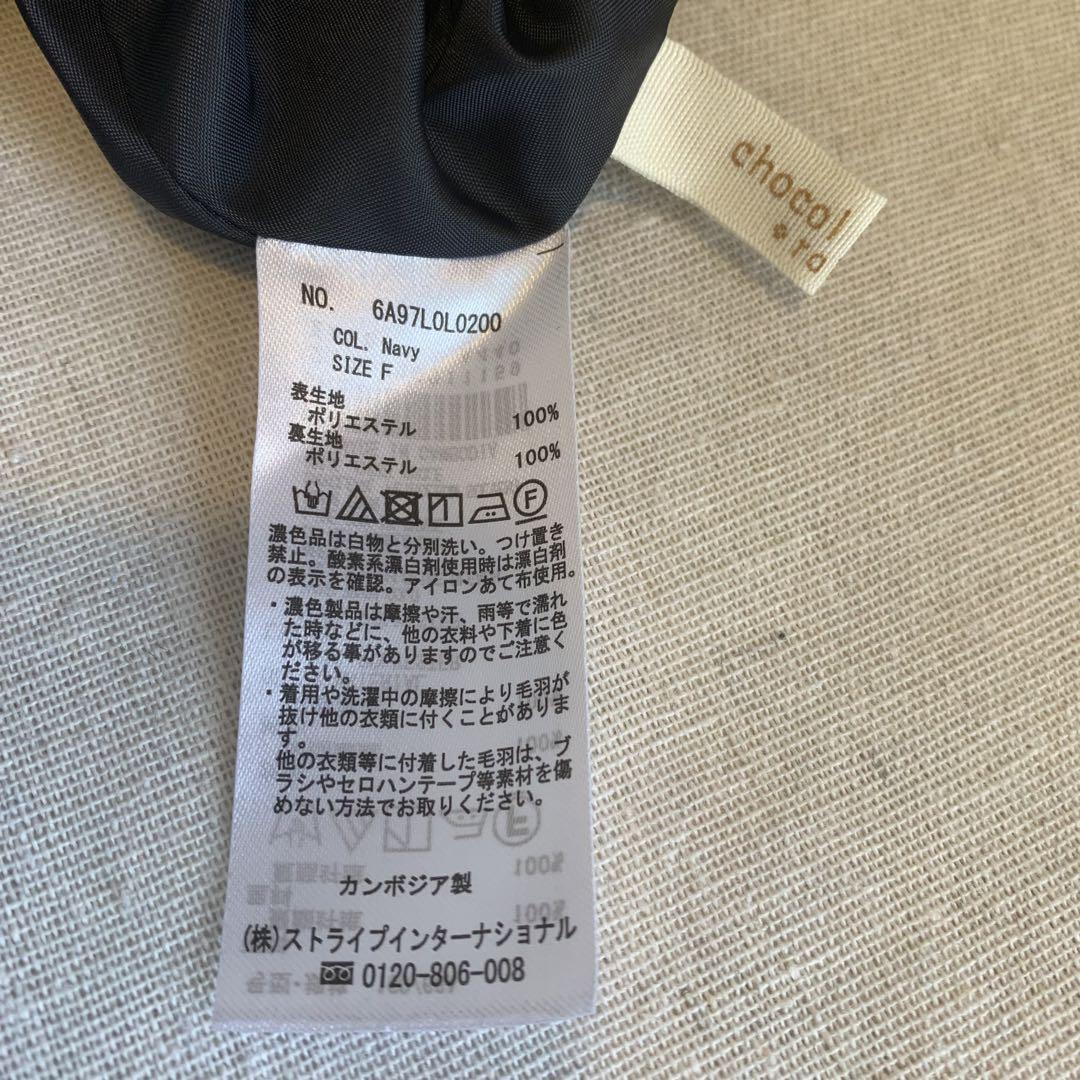 chocol
NO. 6A97L0L0200
COL. Navy
SIZE F
表生地
ポリエステル 100%
裏生地
ポリエステル 100%
F
濃色品は白物と分別洗い。つけ置き
禁止。酸素系漂白剤使用時は漂白剤
の表示を確認。アイロンあて布使用。
・濃色製品は摩擦や汗、雨等で濡れ
た時などに、他の衣料や下着に色
が移る事がありますのでご注意く
ださい。
・着用や洗濯中の摩擦により毛羽が
抜け他の衣類に付くことがありま
す。
他の衣類等に付着した毛羽は、ブ
ラシやセロハンテープ等素材を傷
めない方法でお取りください。
カンボジア製
(株)ストライプインターナショナル
0120-806-008